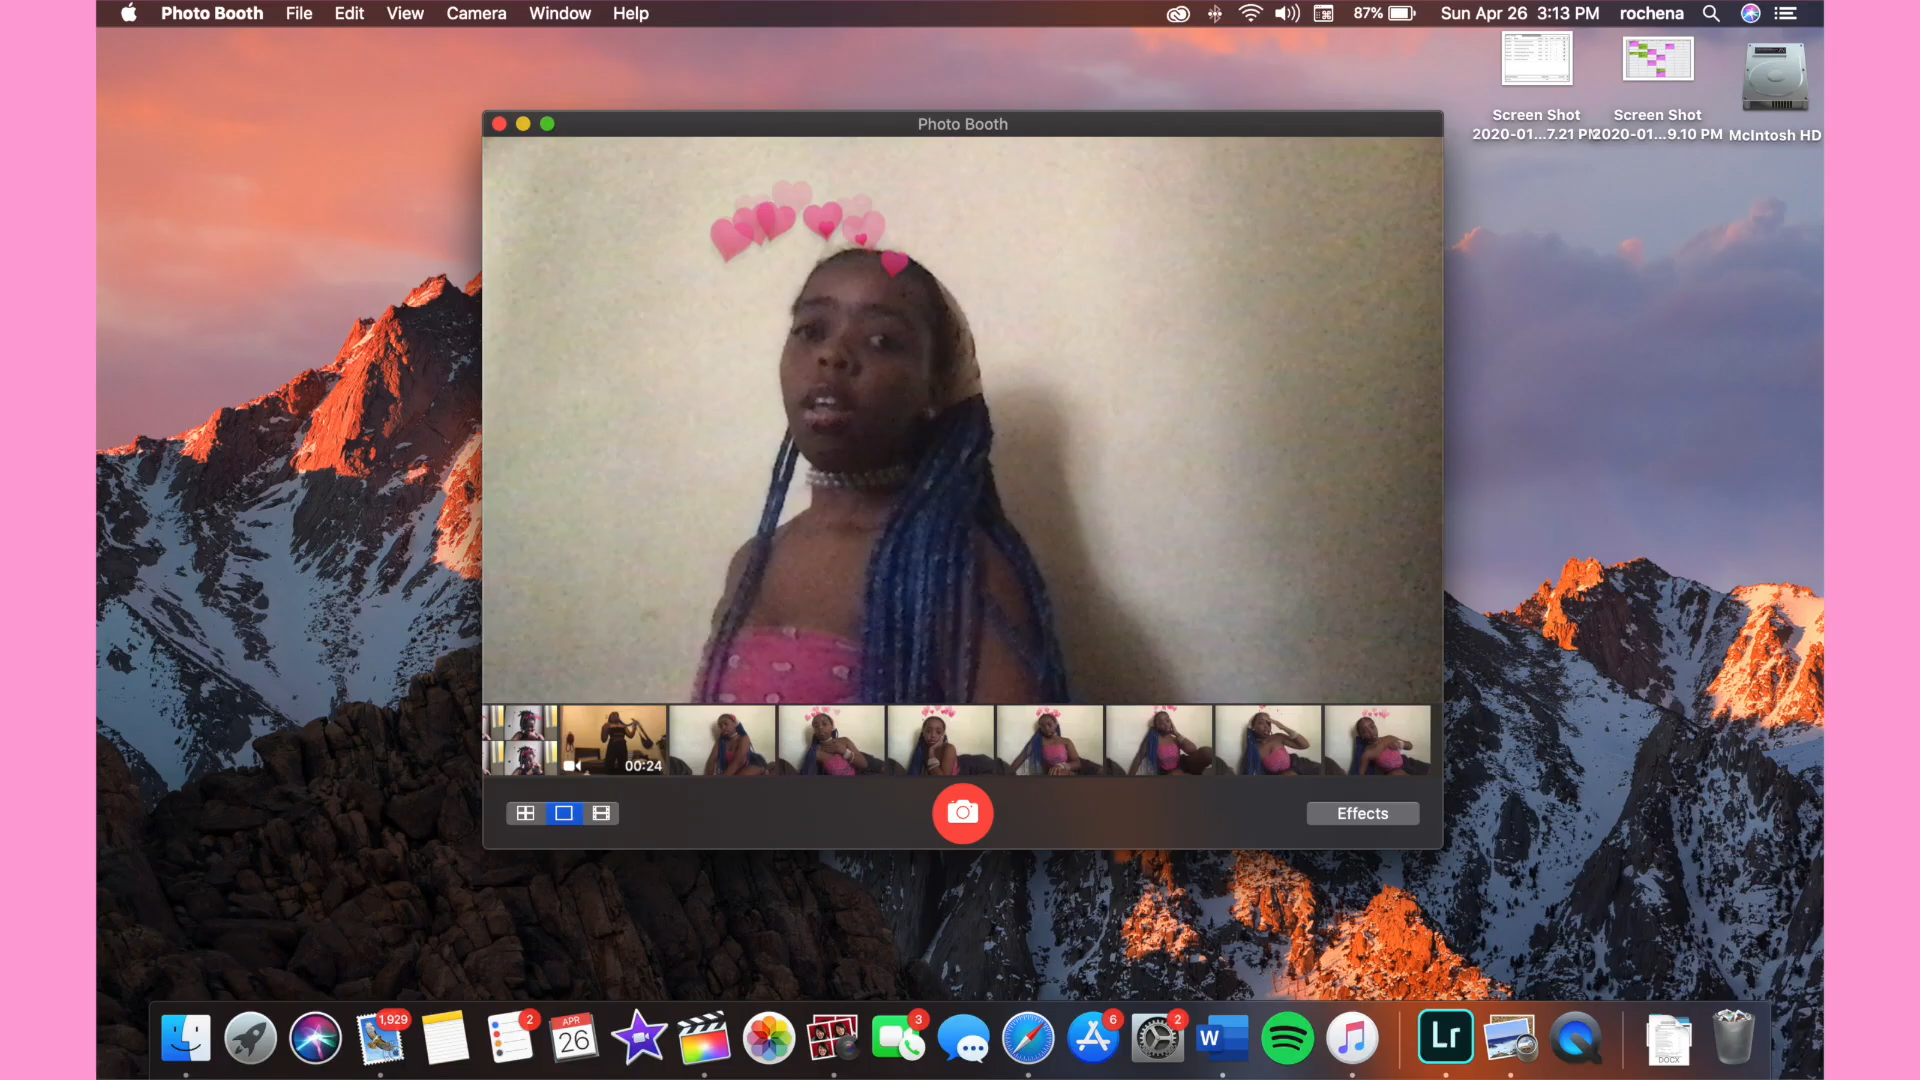 Photo Booth File Edit View Camera Window Help 87% Sun Apr 26 3:13 PM rochena
Screen Shot
2020-01...7.21 P
Screen Shot
2020-01...9.10 PM
McIntosh HD
Photo Booth
00:24
Effects
1,929
2
APR
26
3
6
2
W
Lr
DOCX